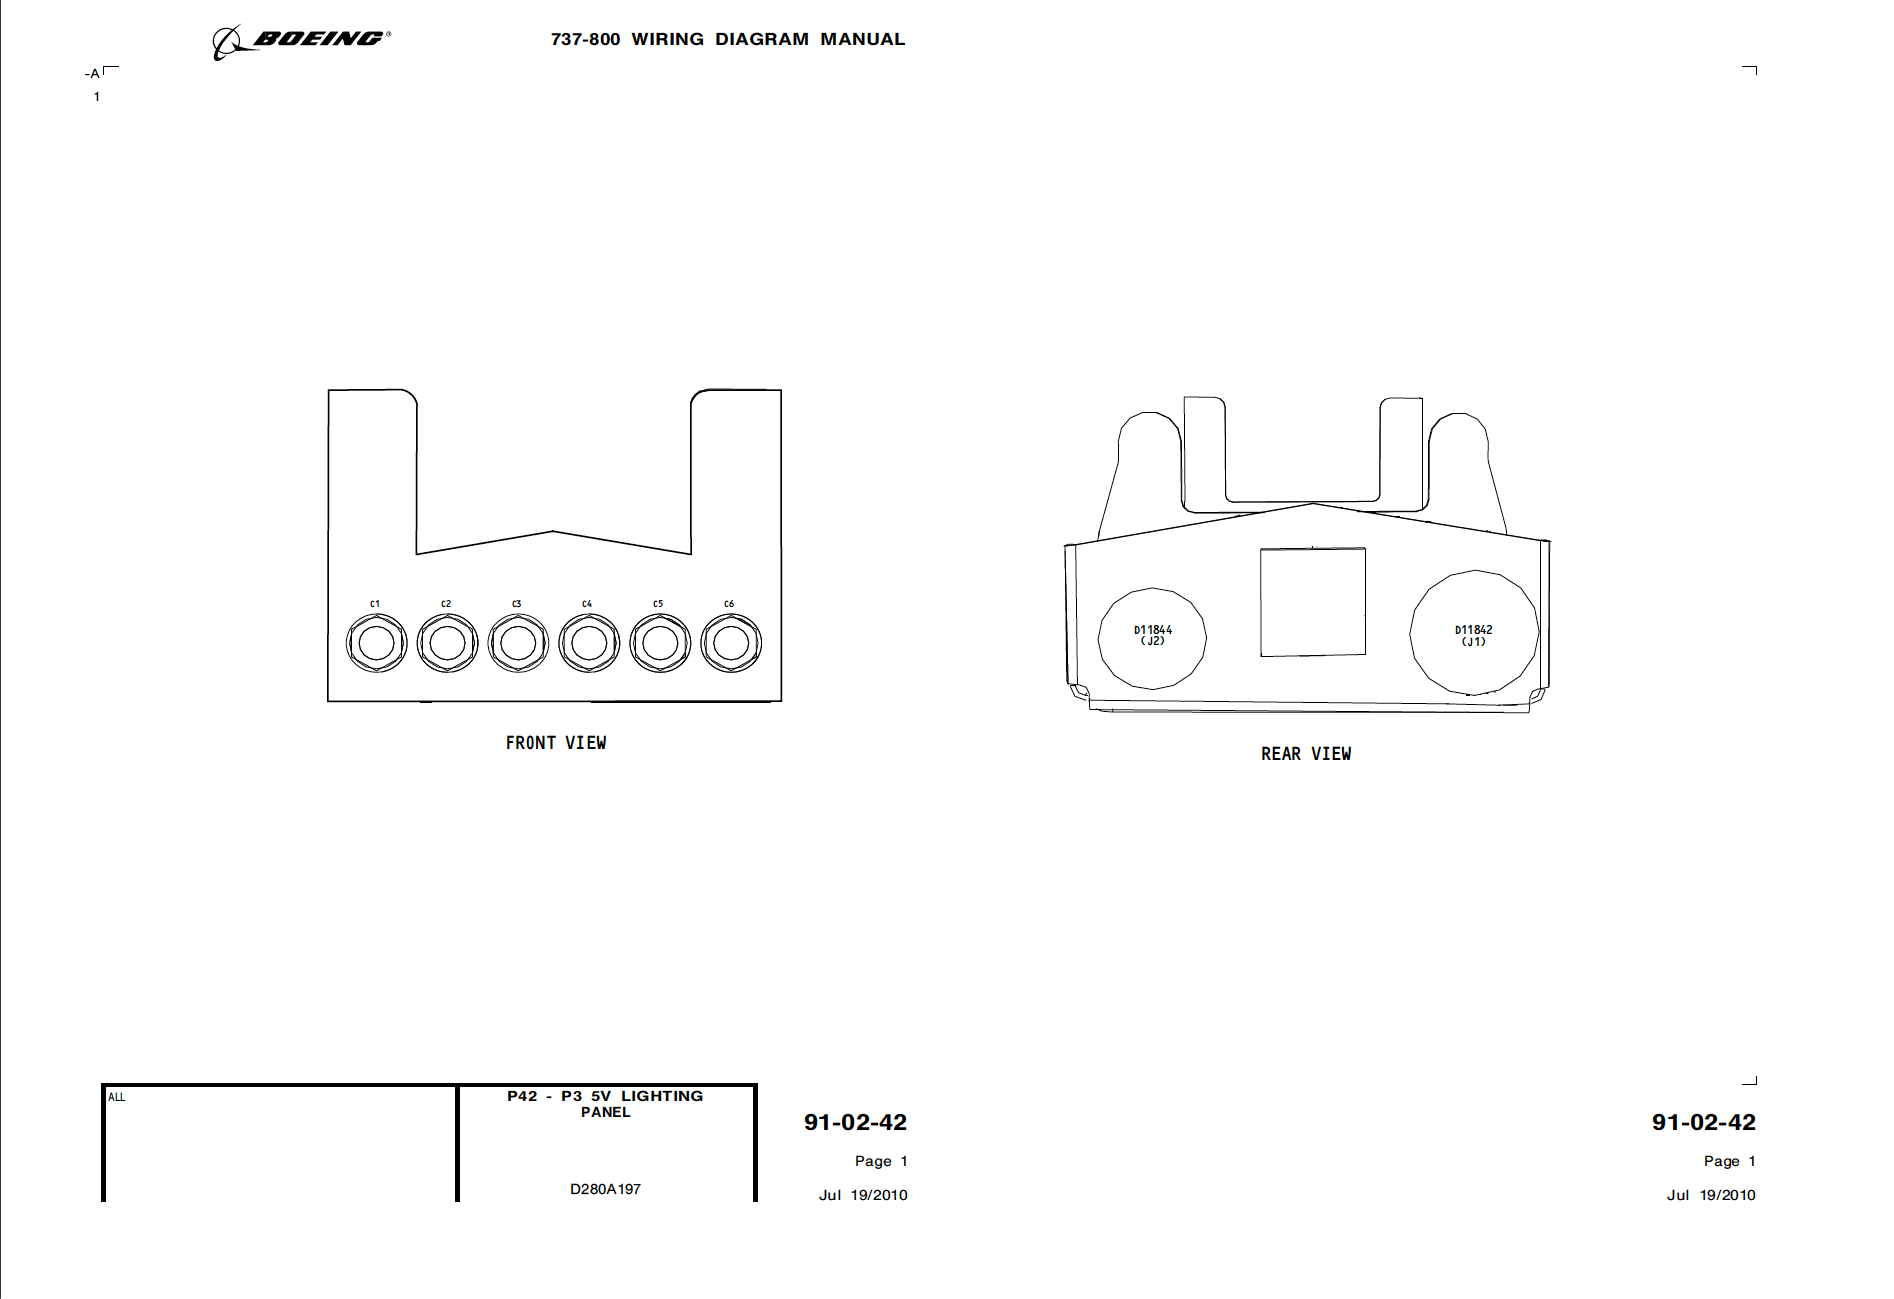 BOEING®
737-800 WIRING DIAGRAM MANUAL
-A
1
C1 C2 C3 C4 C5 C6
FRONT VIEW
D11844
(J2)
D11842
(J1)
REAR VIEW
ALL
P42 - P3 5V LIGHTING
PANEL
D280A197
91-02-42
Page 1
Jul 19/2010
91-02-42
Page 1
Jul 19/2010